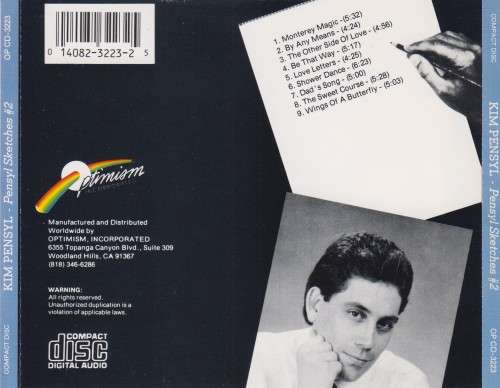 OP CD-3223
COMPACT DISC
KIM PENSYL - Pensyl Sketches #2
COMPACT DISC
0 14082-3223-2 5
1. Monterey Magic - (5:32)
2. By Any Means - (4:56)
3. The Other Side Of Love - (4:56)
4. Be That Way - (5:17)
5. Love Letters - (4:25)
6. Shower Dance - (6:23)
7. Dad's Song - (5:00)
8. The Sweet Course - (5:28)
9. Wings Of A Butterfly - (5:03)
Optimism
Manufactured and Distributed
Worldwide by
OPTIMISM, INCORPORATED
6355 Topanga Canyon Blvd., Suite 309
Woodland Hills, CA 91367
(818) 346-6286
WARNING:
All rights reserved.
Unauthorized duplication is a
violation of applicable laws.
COMPACT
disc
DIGITAL AUDIO
COMPACT DISC
KIM PENSYL - Pensyl Sketches #2
OP CD-3223